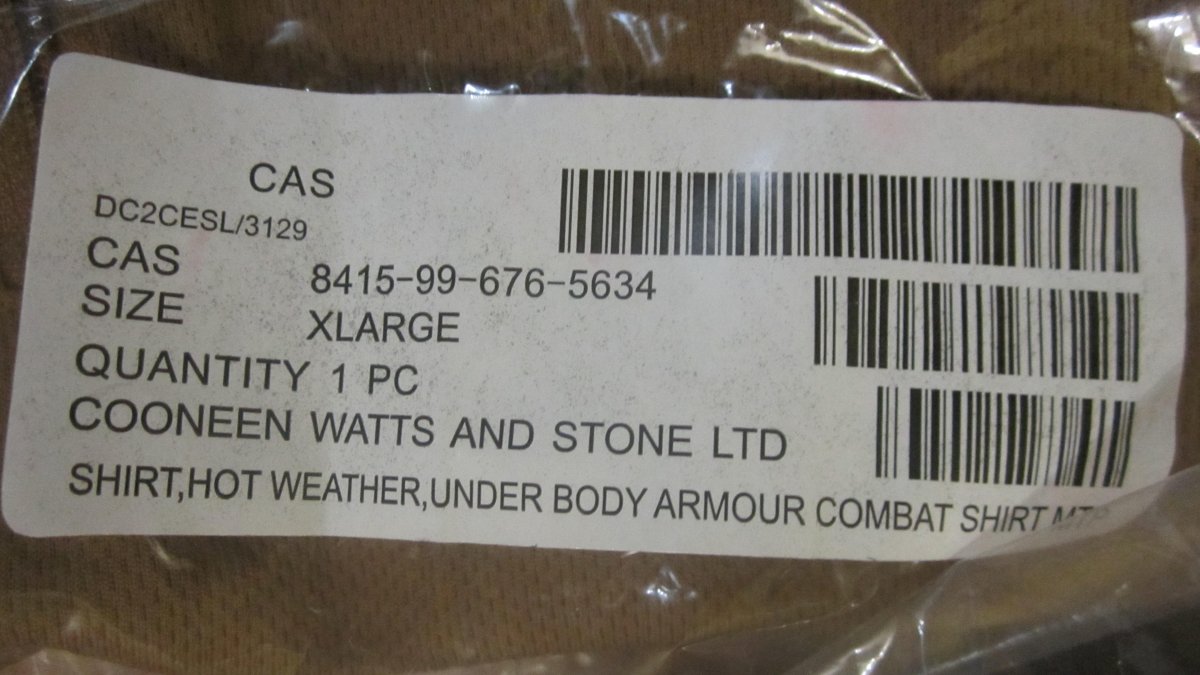 CAS
DC2CESL/3129
CAS 8415-99-676-5634
SIZE XLARGE
QUANTITY 1 PC
COONEEN WATTS AND STONE LTD
SHIRT,HOT WEATHER,UNDER BODY ARMOUR COMBAT SHIRT